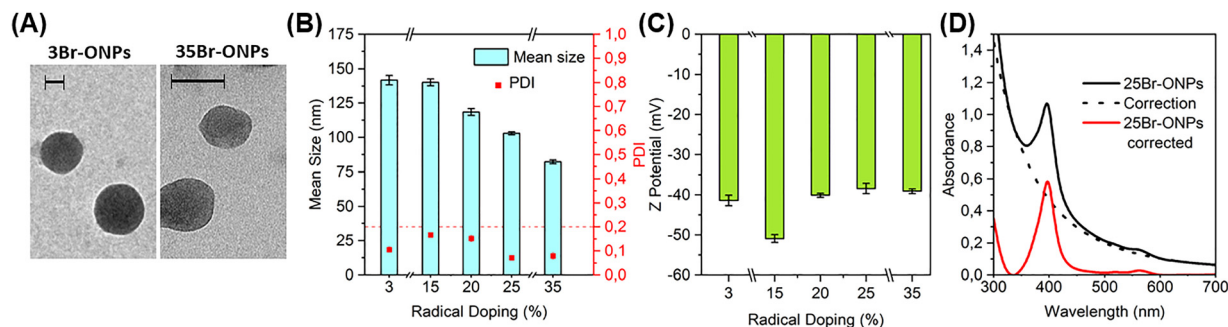 (A)
3Br-ONPs
35Br-ONPs
(B)
175
150
125
100
75
50
25
0
Mean Size (nm)
Mean size
PDI
1,0
0,9
0,8
0,7
0,6
0,5
0,4
0,3
0,2
0,1
0,0
PDI
3
15
20
25
35
Radical Doping (%)
(C)
0
-10
-20
-30
-40
-50
-60
Z Potential (mV)
3
15
20
25
35
Radical Doping (%)
(D)
1,4
1,2
1,0
0,8
0,6
0,4
0,2
0,0
Absorbance
25Br-ONPs
Correction
25Br-ONPs
corrected
300
400
500
600
700
Wavelength (nm)